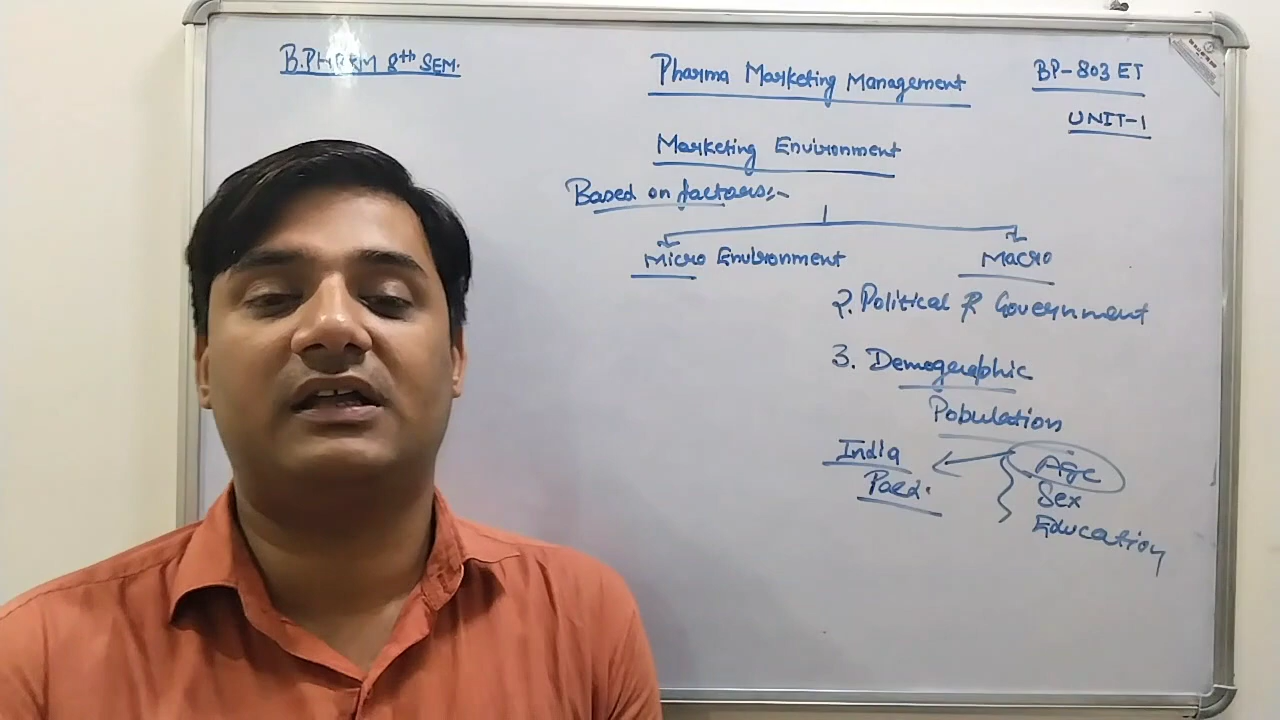 B.PHARM 8th SEM.
Pharma Marketing Management
BP-803 ET
UNIT-1
Marketing Environment
Based on factors:-
Micro Environment
Macro
2. Political & Government
3. Demographic
Population
India
Paed.
Age
Sex
Education